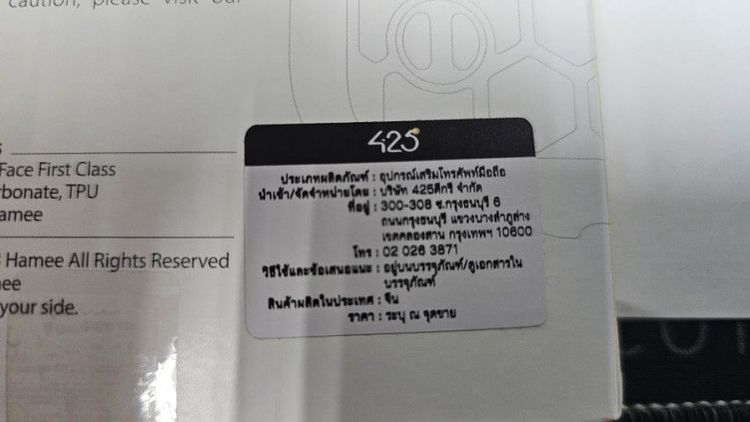 caution, please visit our
Face First Class
rbonate, TPU
amee
Hamee All Rights Reserved
ee
your side.
425°
ประเภทผลิตภัณฑ์ : อุปกรณ์เสริมโทรศัพท์มือถือ
นำเข้า/จัดจำหน่ายโดย : บริษัท 425ดีกรี จำกัด
ที่อยู่ : 300-308 ซ.กรุงธนบุรี 6
ถนนกรุงธนบุรี แขวงบางลำภูล่าง
เขตคลองสาน กรุงเทพฯ 10600
โทร : 02 026 3871
วิธีใช้และข้อเสนอแนะ : อยู่บนบรรจุภัณฑ์/ดูเอกสารใน
บรรจุภัณฑ์
สินค้าผลิตในประเทศ : จีน
ราคา : ระบุ ณ จุดขาย